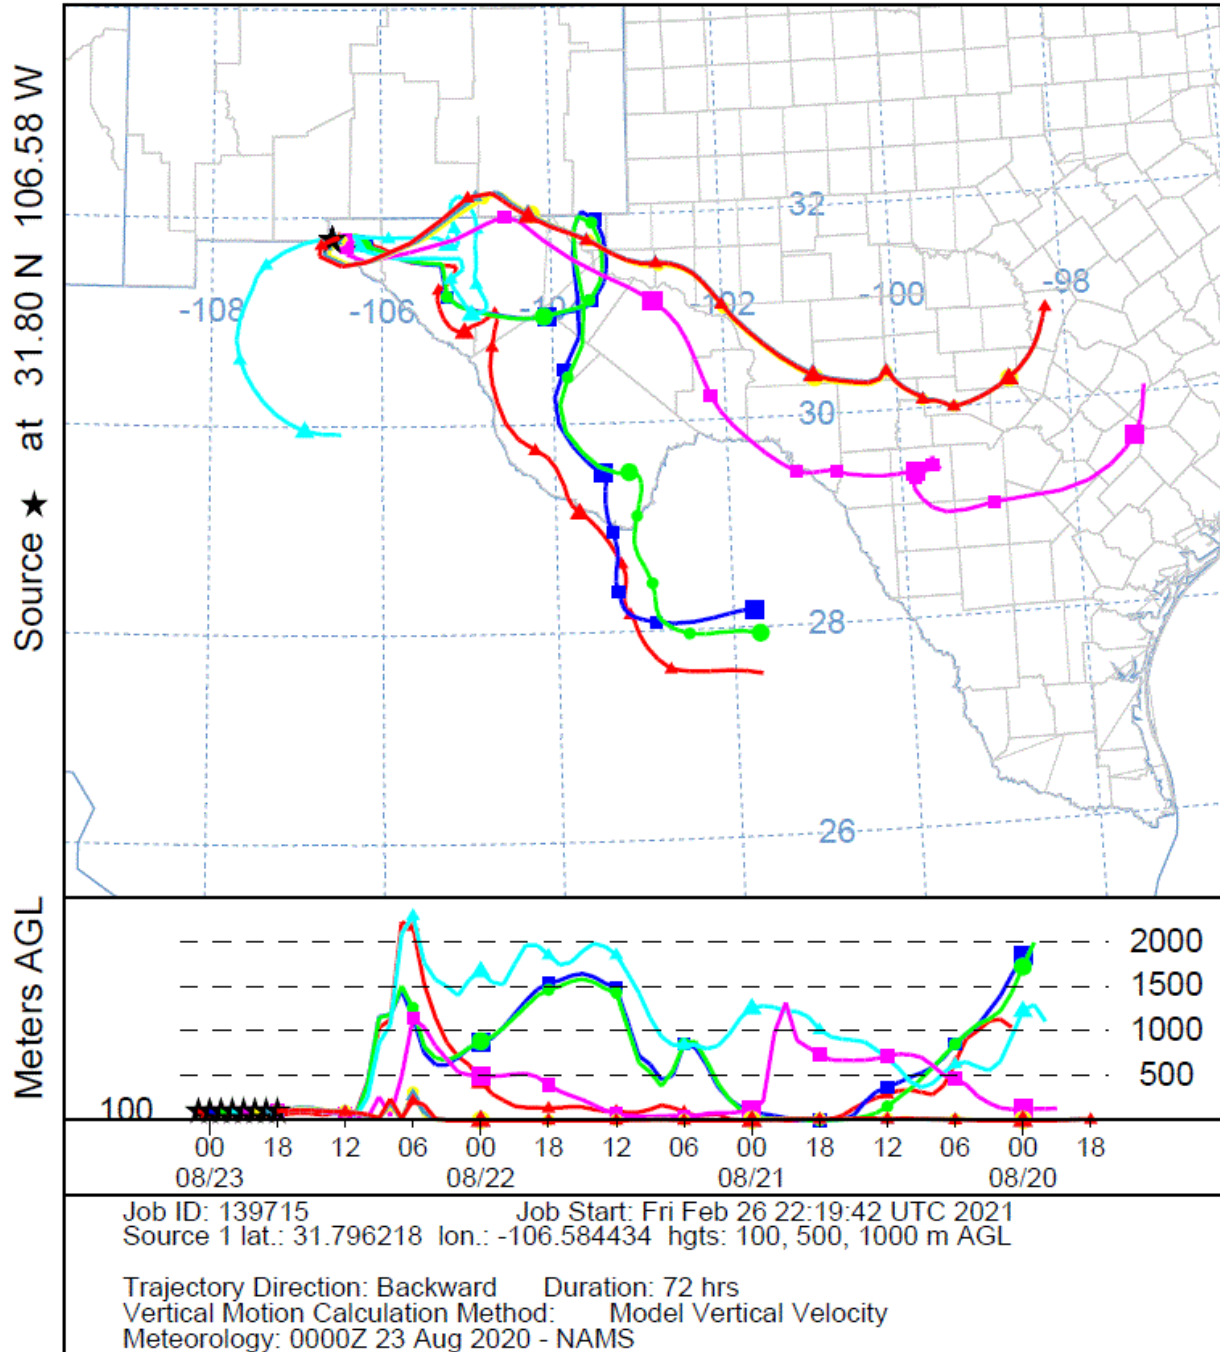 Source ★ at 31.80 N 106.58 W
32
-108
-106
-104
-102
-100
-98
30
28
26
Meters AGL
2000
1500
1000
500
100
00 18 12 06 00 18 12 06 00 18 12 06 00 18
08/23 08/22 08/21 08/20
Job ID: 139715 Job Start: Fri Feb 26 22:19:42 UTC 2021
Source 1 lat.: 31.796218 lon.: -106.584434 hgts: 100, 500, 1000 m AGL
Trajectory Direction: Backward Duration: 72 hrs
Vertical Motion Calculation Method: Model Vertical Velocity
Meteorology: 0000Z 23 Aug 2020 - NAMS